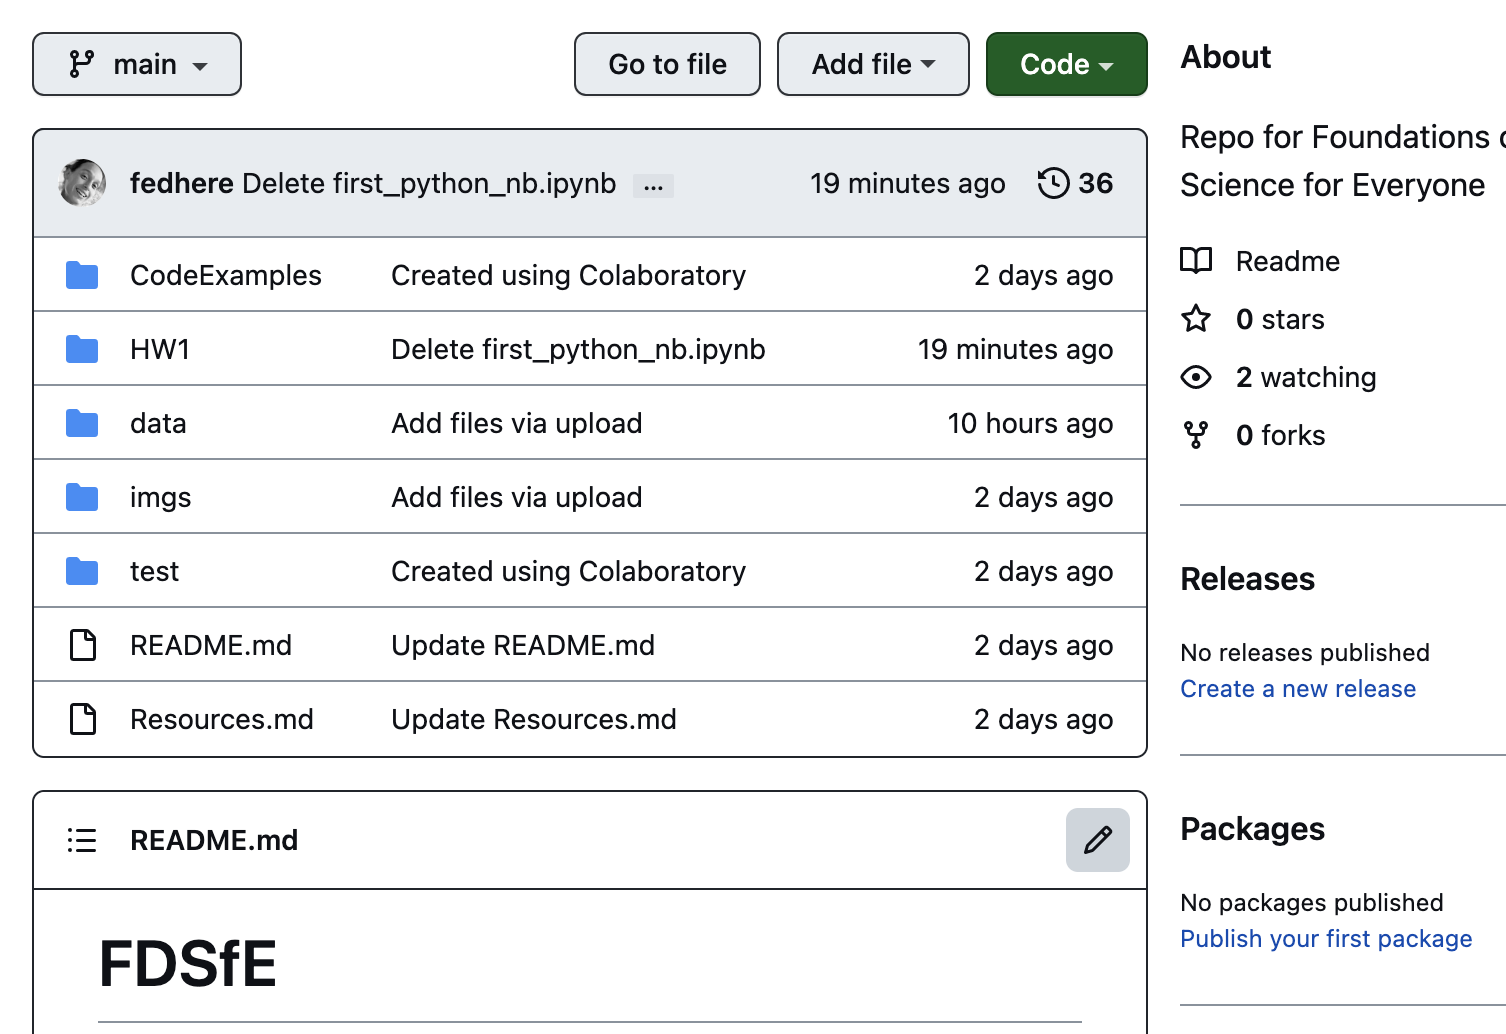 main
Go to file
Add file
Code
fedhere Delete first_python_nb.ipynb ... 19 minutes ago 36
CodeExamples Created using Colaboratory 2 days ago
HW1 Delete first_python_nb.ipynb 19 minutes ago
data Add files via upload 10 hours ago
imgs Add files via upload 2 days ago
test Created using Colaboratory 2 days ago
README.md Update README.md 2 days ago
Resources.md Update Resources.md 2 days ago
README.md
FDSfE
About
Repo for Foundations
Science for Everyone
Readme
0 stars
2 watching
0 forks
Releases
No releases published
Create a new release
Packages
No packages published
Publish your first package